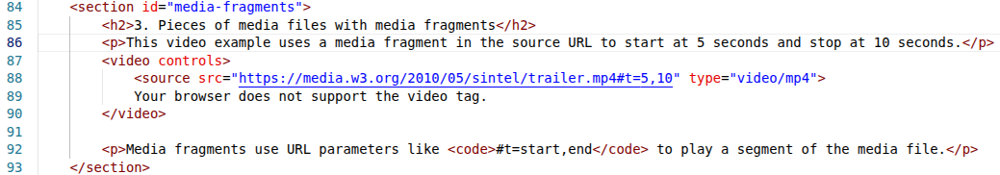 84 <section id="media-fragments">
85 <h2>3. Pieces of media files with media fragments</h2>
86 <p>This video example uses a media fragment in the source URL to start at 5 seconds and stop at 10 seconds.</p>
87 <video controls>
88 <source src="https://media.w3.org/2010/05/sintel/trailer.mp4#t=5,10" type="video/mp4">
89 Your browser does not support the video tag.
90 </video>
91
92 <p>Media fragments use URL parameters like <code>#t=start,end</code> to play a segment of the media file.</p>
93 </section>